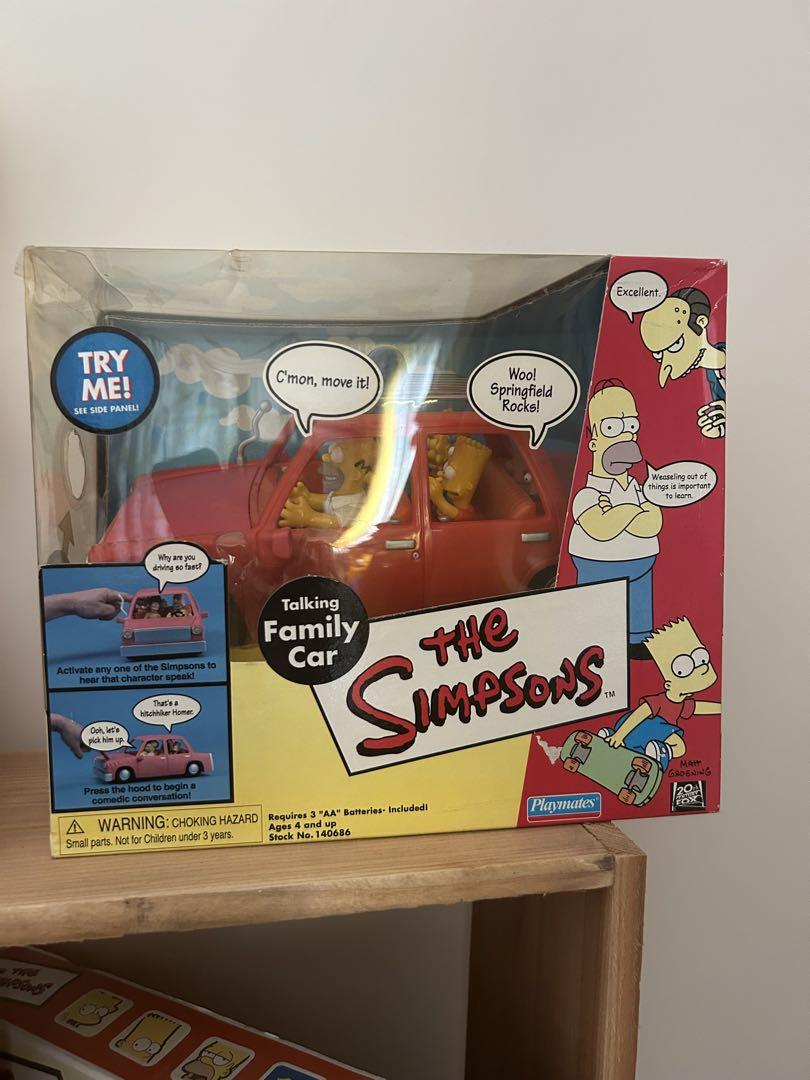 TRY
ME!
SEE SIDE PANEL!
C'mon, move it!
Woo!
Springfield
Rocks!
Excellent.
Weaseling out of
things is important
to learn.
Why are you
driving so fast?
Activate any one of the Simpsons to
hear that character speak!
That's a
hitchhiker Homer.
Ooh, let's
pick him up.
Press the hood to begin a
comedic conversation!
Talking
Family
Car
THE
SIMPSONS
TM
MATT
GROENING
Playmates
20TH
CENTURY
FOX
WARNING: CHOKING HAZARD
Small parts. Not for Children under 3 years.
Requires 3 "AA" Batteries- Included!
Ages 4 and up
Stock No. 140686
THE
SIMPSONS